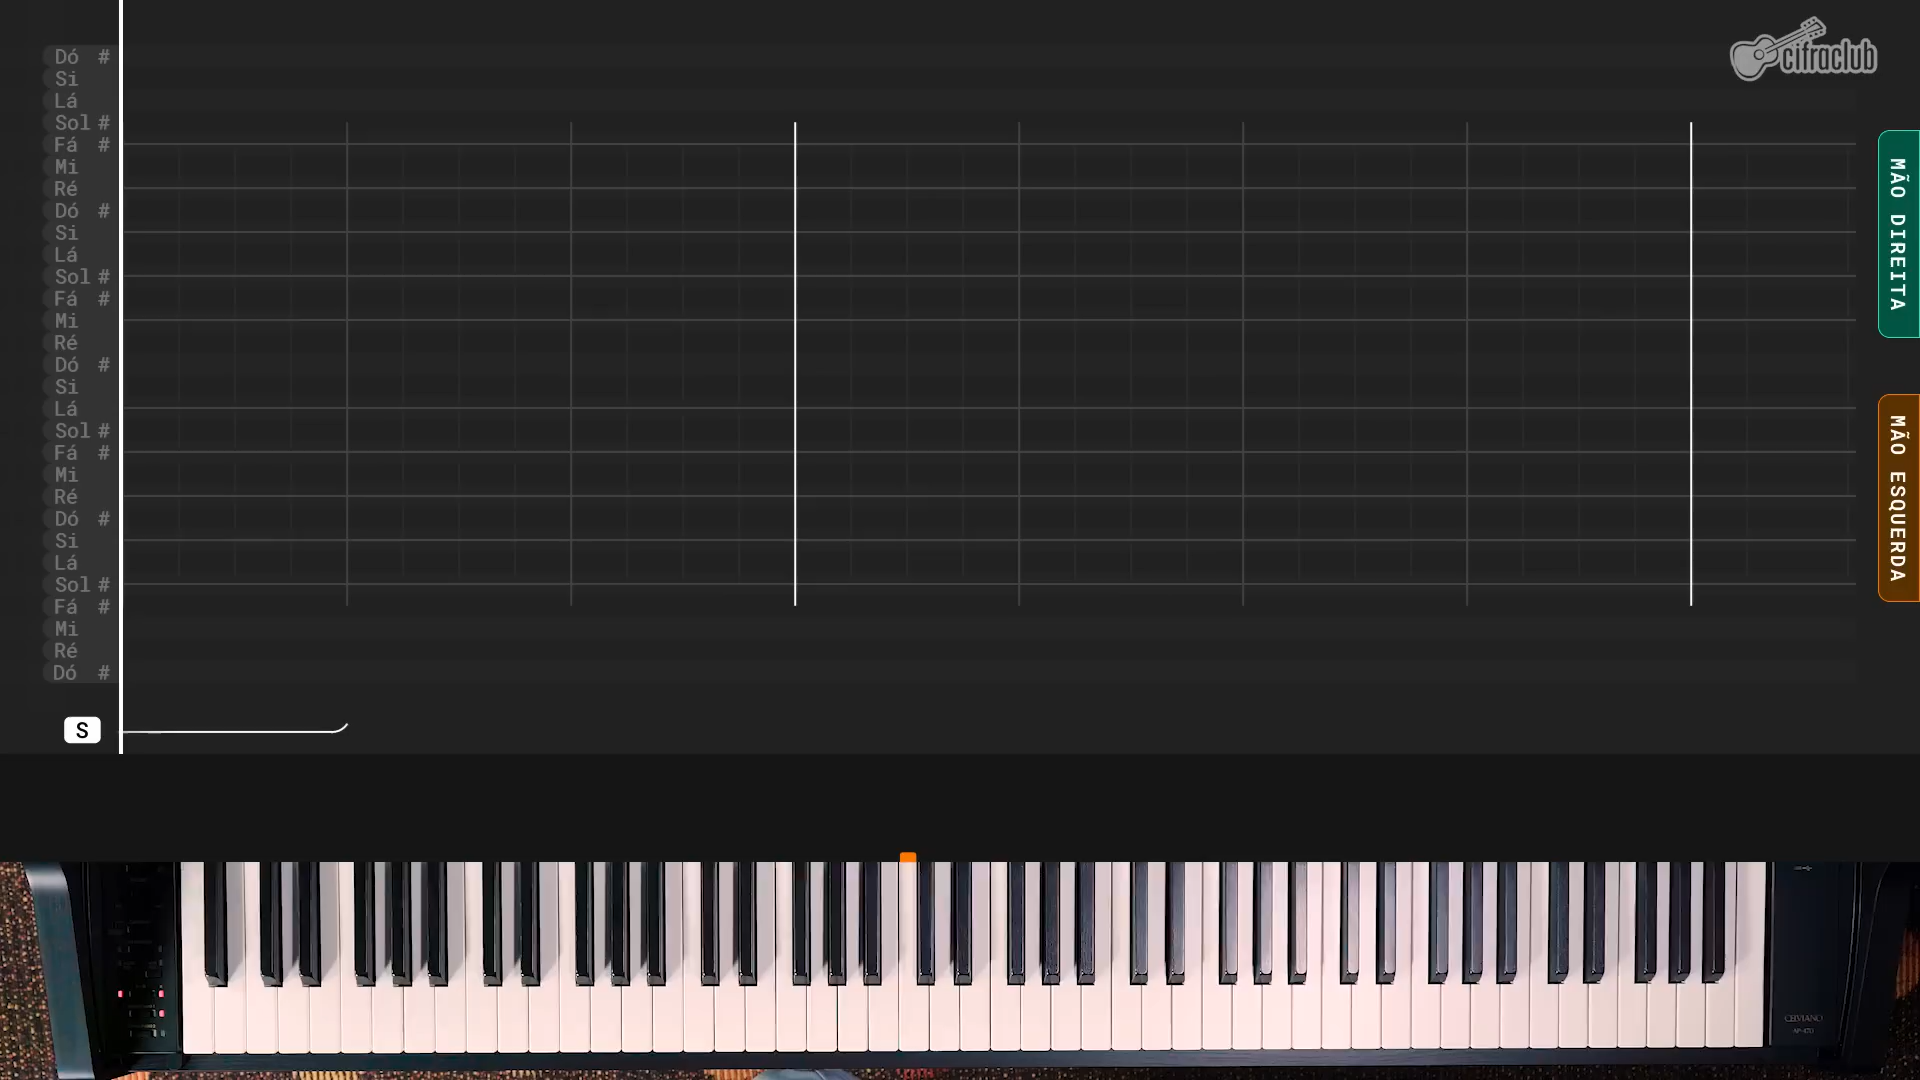 Dó #
Si
Lá
Sol #
Fá #
Mi
Ré
Dó #
Si
Lá
Sol #
Fá #
Mi
Ré
Dó #
Si
Lá
Sol #
Fá #
Mi
Ré
Dó #
Si
Lá
Sol #
Fá #
Mi
Ré
Dó #
S
cifraclub
MÃO DIREITA
MÃO ESQUERDA
CELVIANO